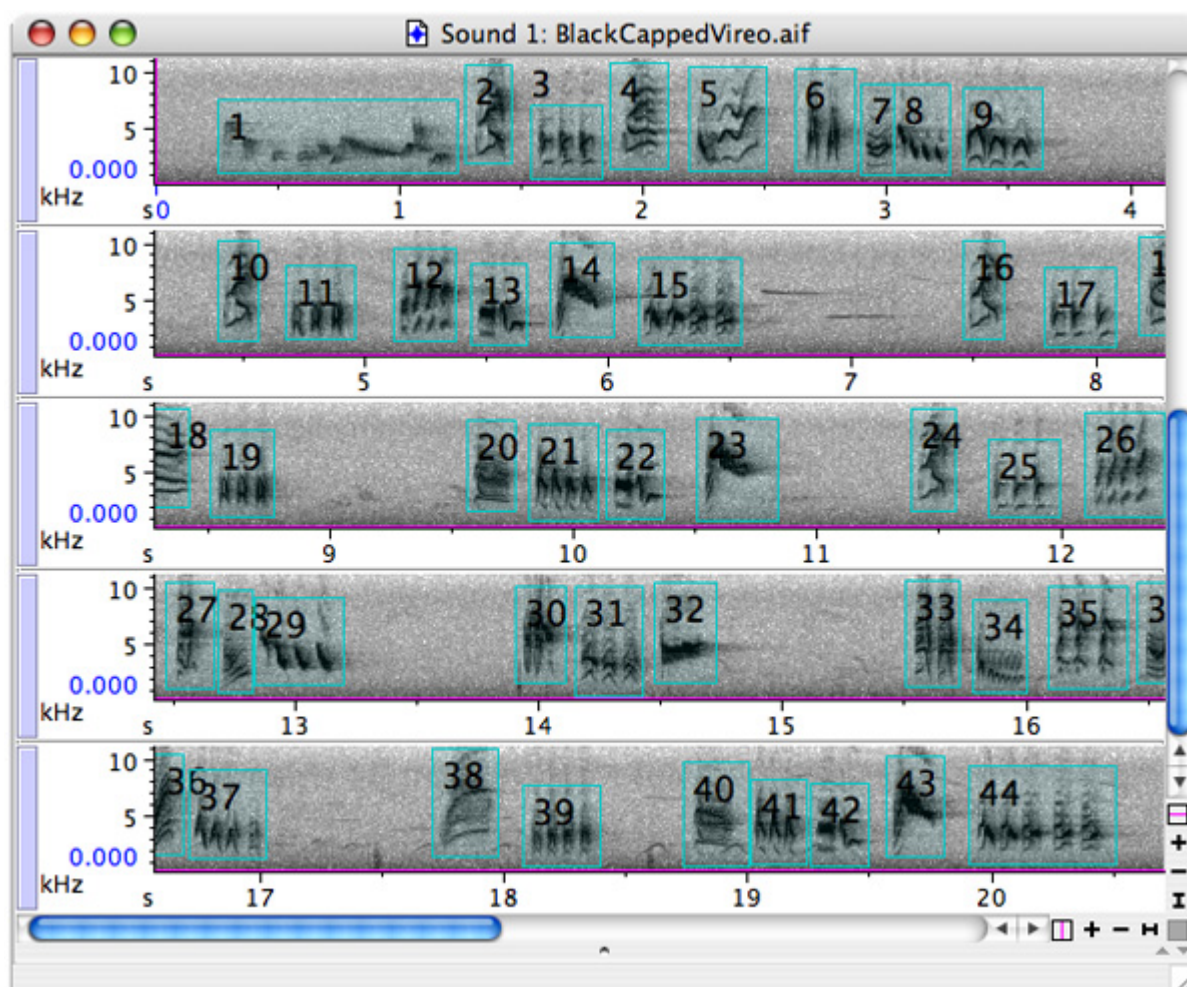 Sound 1: BlackCappedVireo.aif
10
5
0.000
kHz
1 2 3 4 5 6 7 8 9
s 0 1 2 3 4
10
5
0.000
kHz
10 11 12 13 14 15 16 17 1
s 5 6 7 8
10
5
0.000
kHz
18 19 20 21 22 23 24 25 26
s 9 10 11 12
10
5
0.000
kHz
27 28 29 30 31 32 33 34 35 3
s 13 14 15 16
10
5
0.000
kHz
36 37 38 39 40 41 42 43 44
s 17 18 19 20